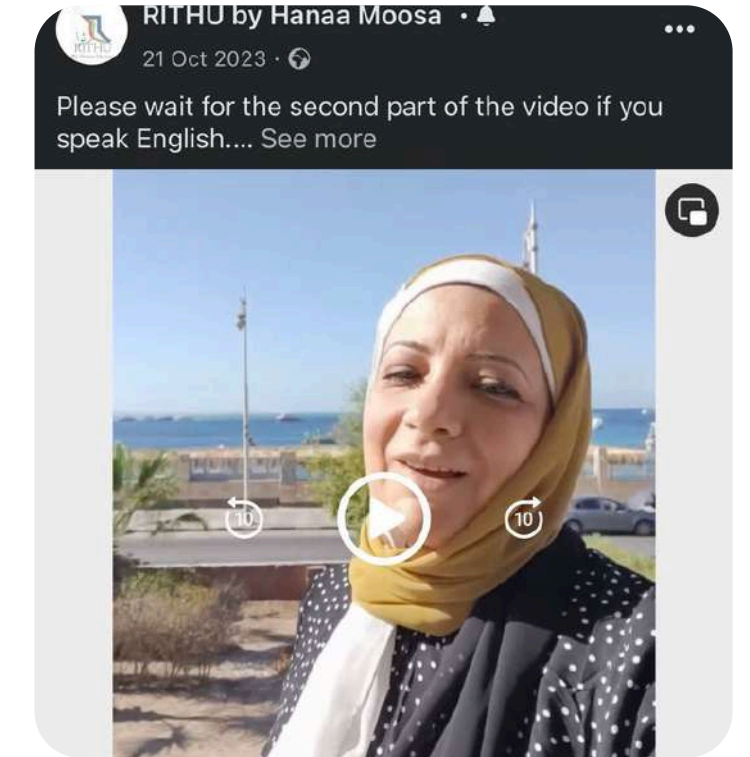 RITHU by Hanaa Moosa
21 Oct 2023 ·
Please wait for the second part of the video if you
speak English.... See more
RITHU
10
10